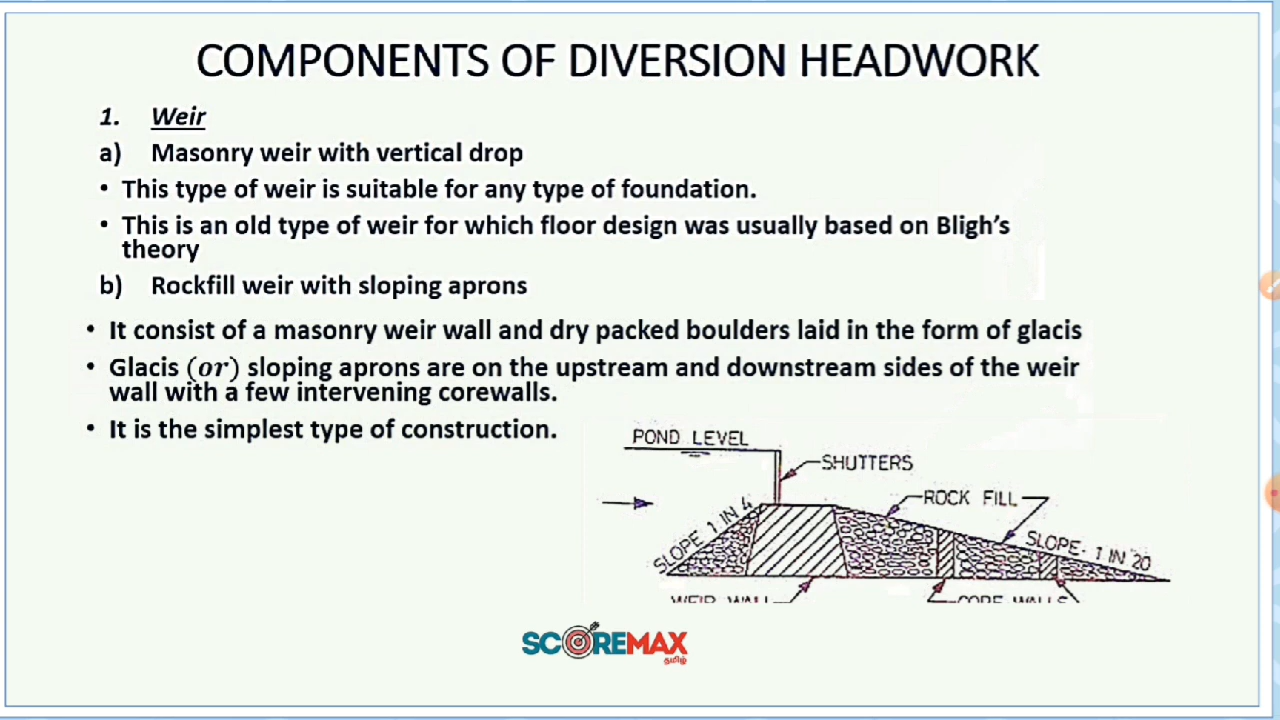 COMPONENTS OF DIVERSION HEADWORK
1. Weir
a) Masonry weir with vertical drop
• This type of weir is suitable for any type of foundation.
• This is an old type of weir for which floor design was usually based on Bligh's
theory
b) Rockfill weir with sloping aprons
• It consist of a masonry weir wall and dry packed boulders laid in the form of glacis
• Glacis (or) sloping aprons are on the upstream and downstream sides of the weir
wall with a few intervening corewalls.
• It is the simplest type of construction.
POND LEVEL
SHUTTERS
ROCK FILL
SLOPE 1 IN 4
SLOPE- 1 IN 20
WEIR WALL
CORE WALLS
SCOREMAX
தமிழ்